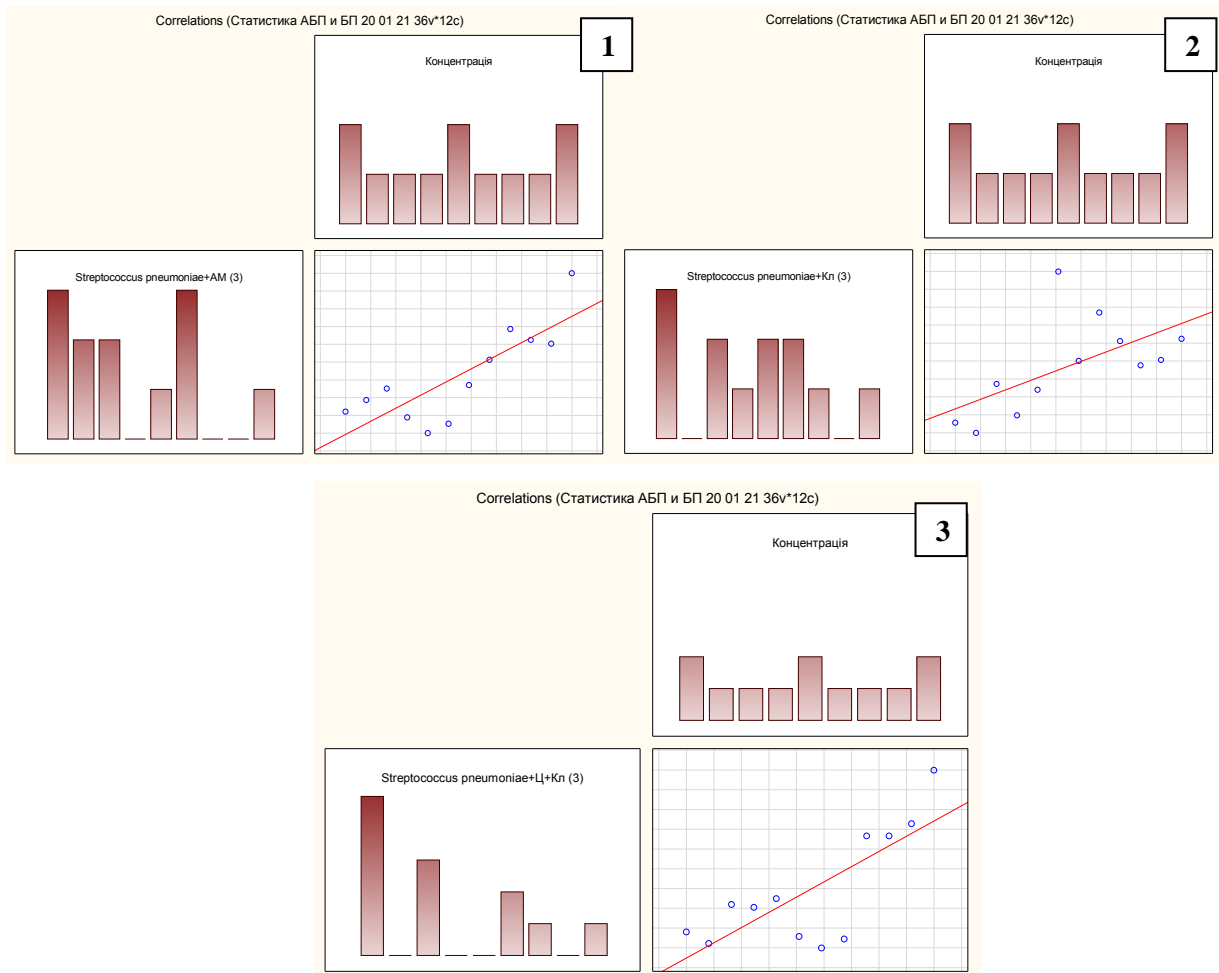 Correlations (Статистика АБП и БП 20 01 21 36v*12c)
1
Концентрація
Streptococcus pneumoniae+АМ (3)
Correlations (Статистика АБП и БП 20 01 21 36v*12c)
2
Концентрація
Streptococcus pneumoniae+Кл (3)
Correlations (Статистика АБП и БП 20 01 21 36v*12c)
3
Концентрація
Streptococcus pneumoniae+Ц+Кл (3)